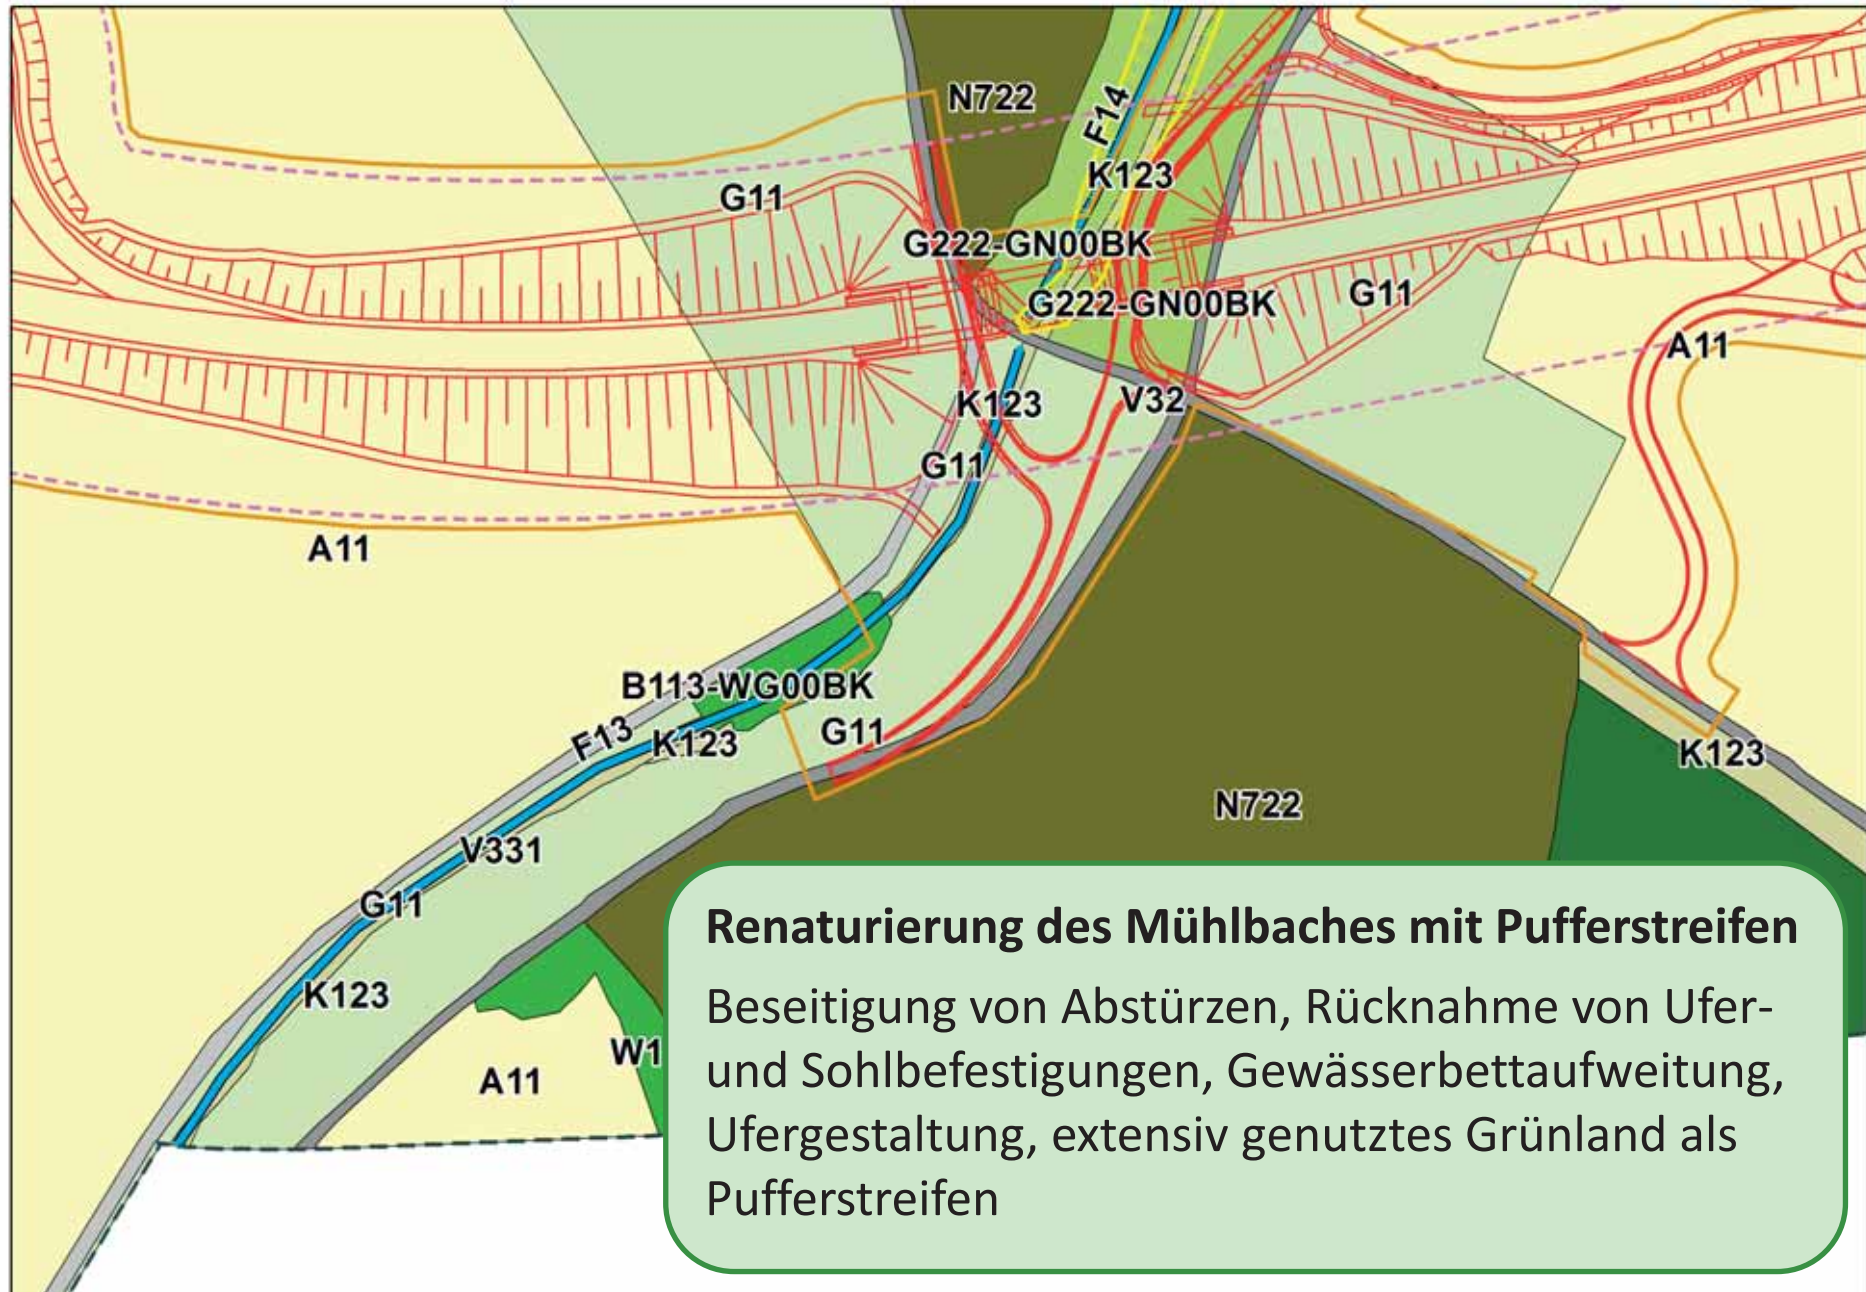 N722
F14
K123
G11
G222-GN00BK
G222-GN00BK
G11
A11
K123
V32
G11
A11
B113-WG00BK
G11
F13
K123
K123
N722
V331
G11
K123
W1
A11
Renaturierung des Mühlbaches mit Pufferstreifen
Beseitigung von Abstürzen, Rücknahme von Ufer-
und Sohlbefestigungen, Gewässerbettaufweitung,
Ufergestaltung, extensiv genutztes Grünland als
Pufferstreifen